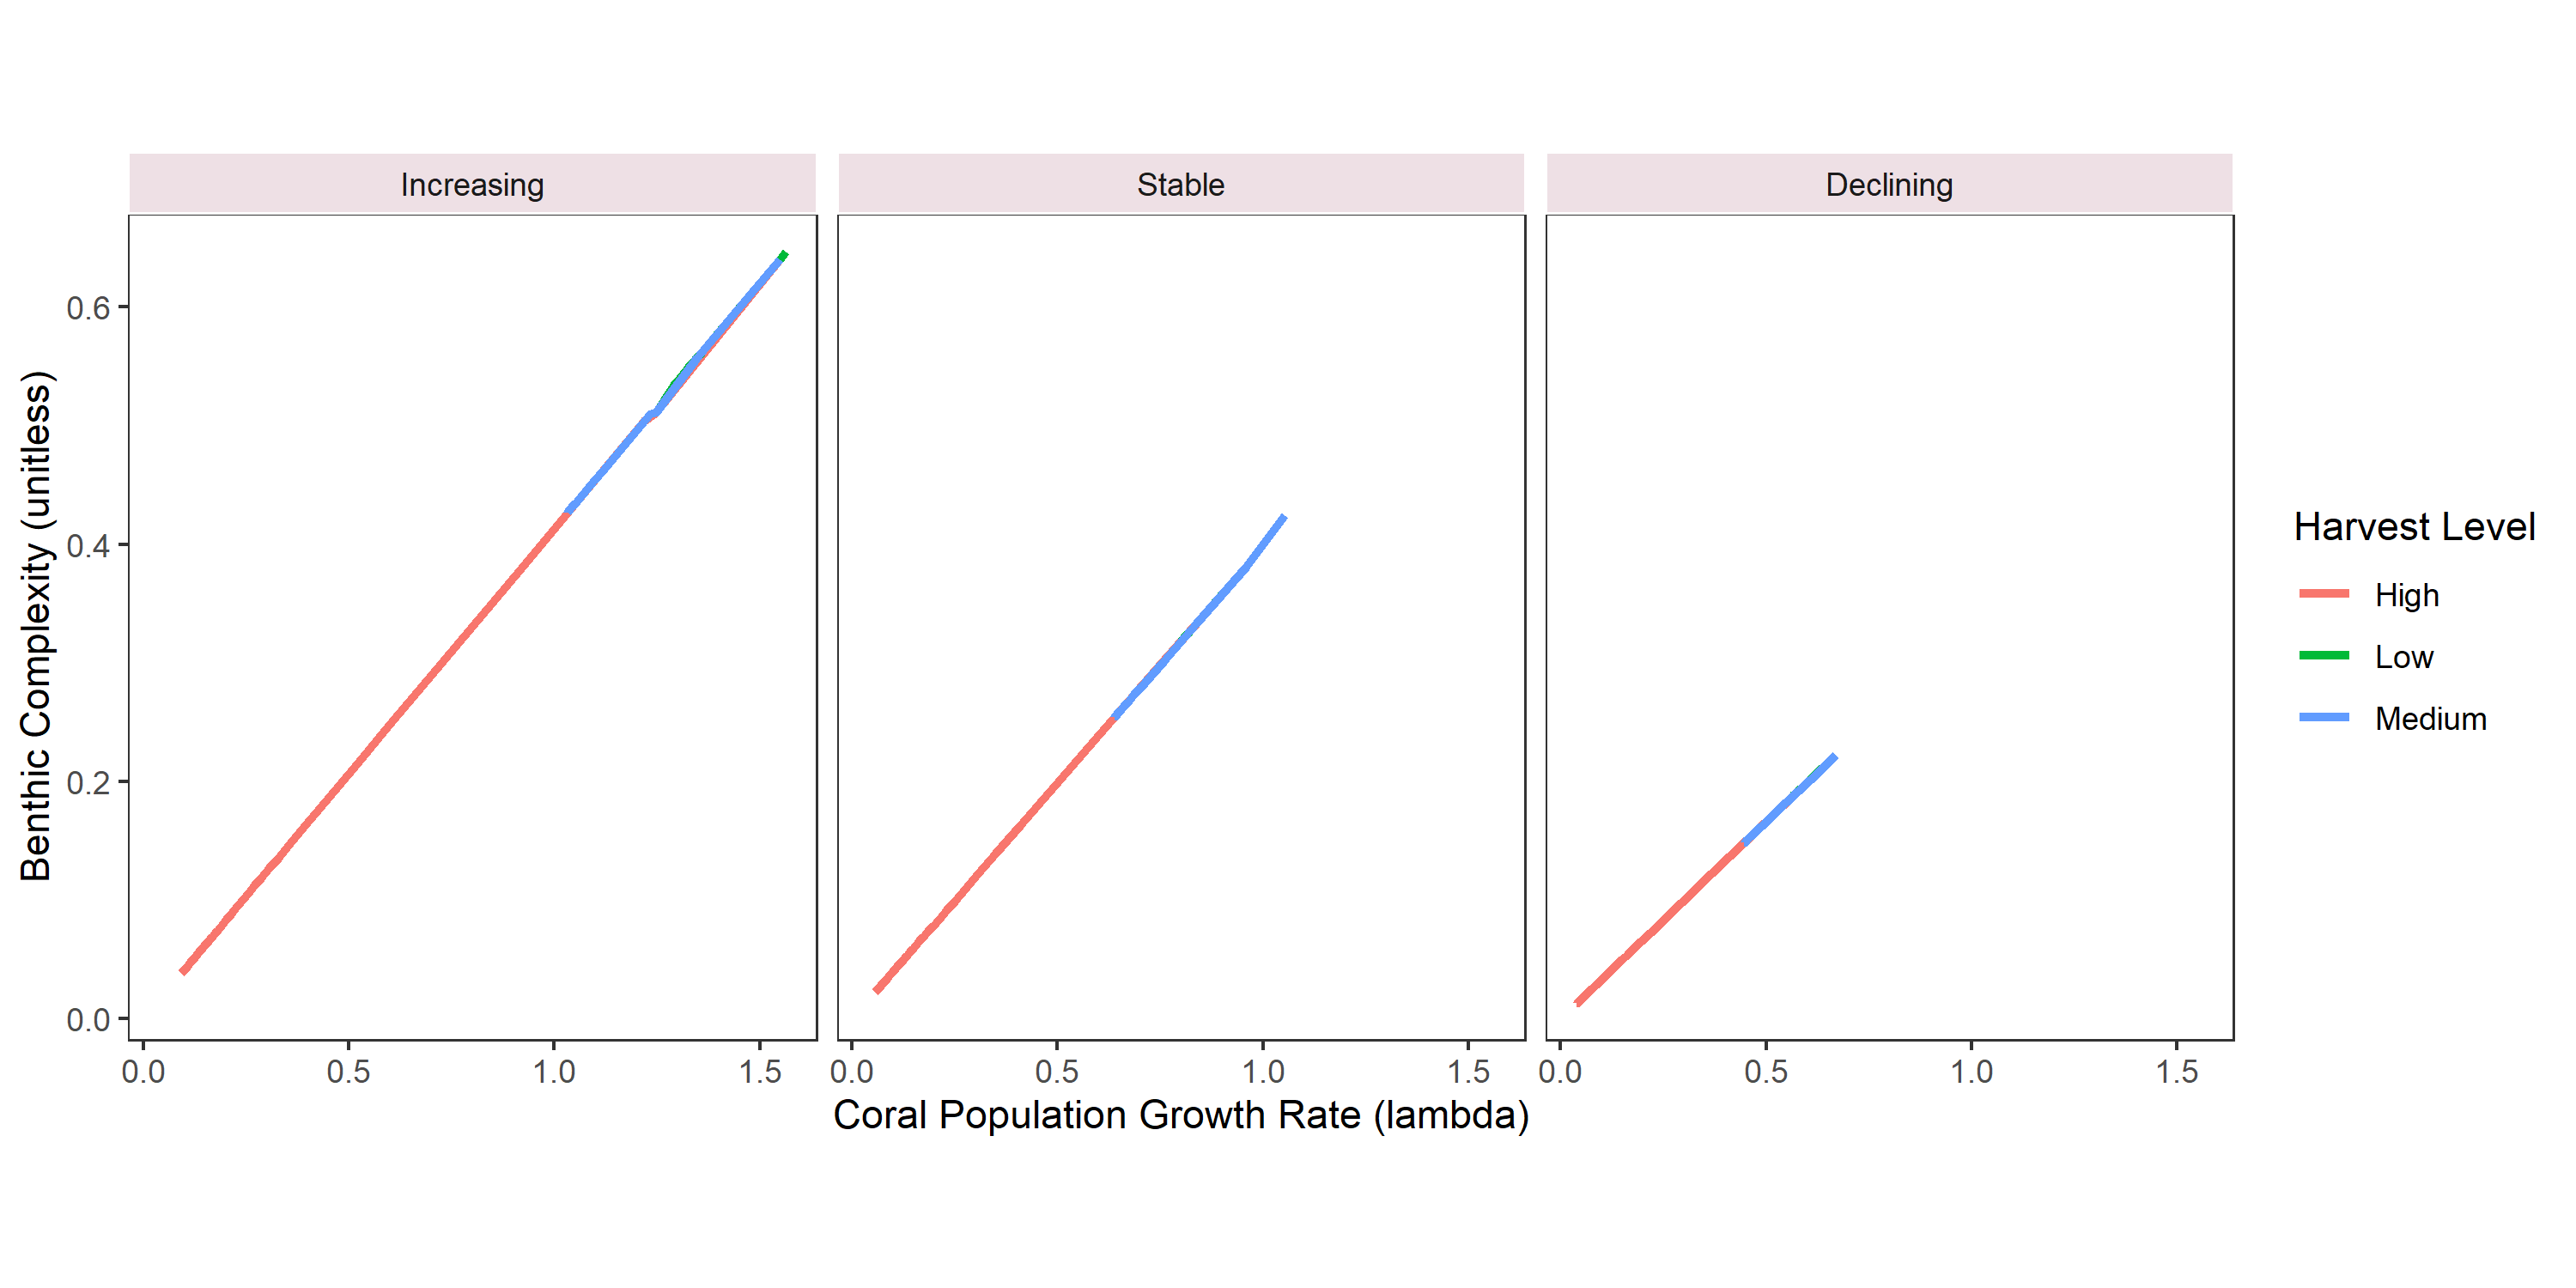 Increasing
Stable
Declining
Benthic Complexity (unitless)
0.6
0.4
0.2
0.0
0.0 0.5 1.0 1.5
0.0 0.5 1.0 1.5
0.0 0.5 1.0 1.5
Coral Population Growth Rate (lambda)
Harvest Level
High
Low
Medium